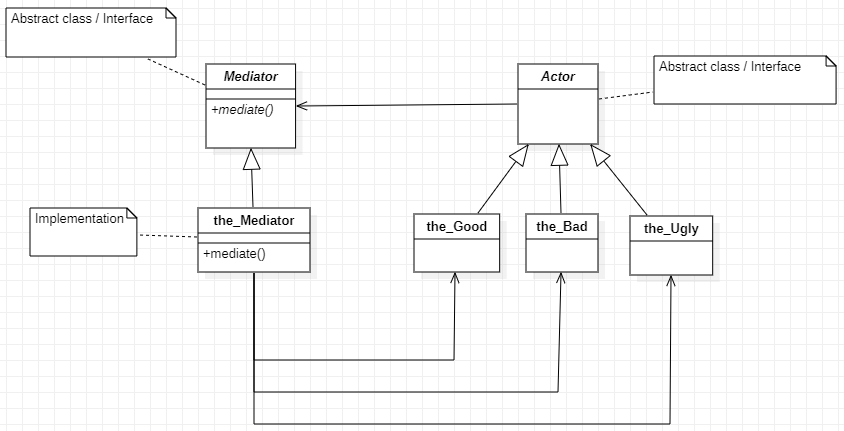 Abstract class / Interface
Mediator
+mediate()
Actor
Abstract class / Interface
Implementation
the_Mediator
+mediate()
the_Good
the_Bad
the_Ugly